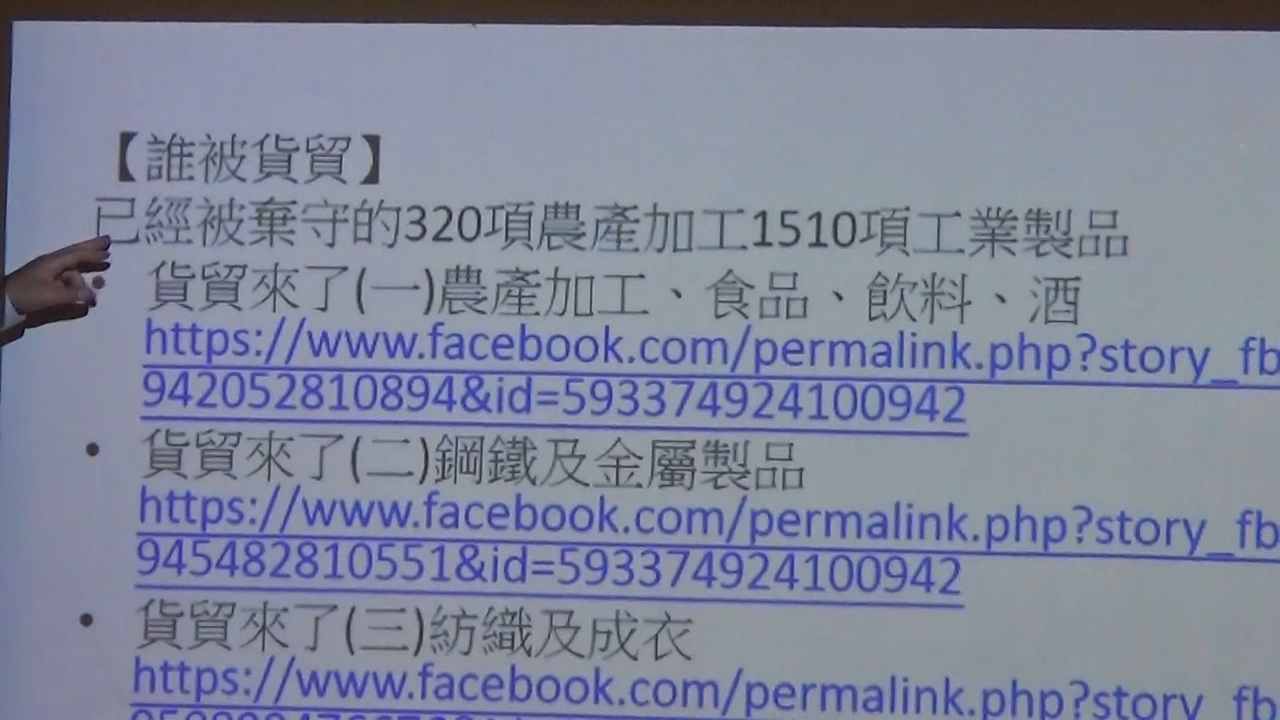 【誰被貨貿】
已經被棄守的320項農產加工1510項工業製品
• 貨貿來了(一)農產加工、食品、飲料、酒
https://www.facebook.com/permalink.php?story_fb
942052810894&id=593374924100942
• 貨貿來了(二)鋼鐵及金屬製品
https://www.facebook.com/permalink.php?story_fb
945482810551&id=593374924100942
• 貨貿來了(三)紡織及成衣
https://www.facebook.com/permalink.php?story_fb